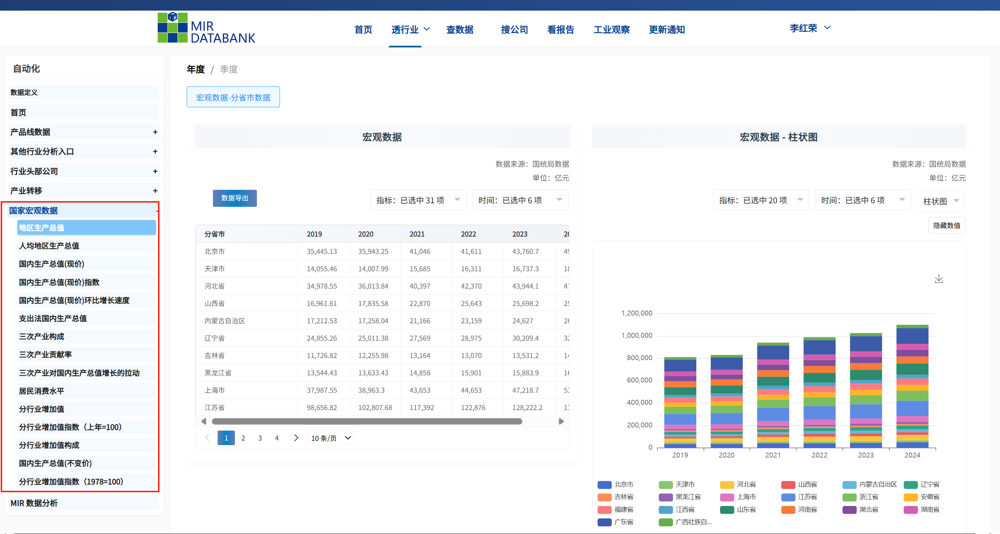 MIR
DATABANK
首页 透行业 查数据 搜公司 看报告 工业观察 更新通知 李红荣
自动化
数据定义
首页
产品线数据 +
其他行业分析入口 +
行业头部公司 +
产业转移 +
国家宏观数据 -
地区生产总值
人均地区生产总值
国内生产总值(现价)
国内生产总值(现价)指数
国内生产总值(现价)环比增长速度
支出法国内生产总值
三次产业构成
三次产业贡献率
三次产业对国内生产总值增长的拉动
居民消费水平
分行业增加值
分行业增加值指数（上年=100）
分行业增加值构成
国内生产总值(不变价)
分行业增加值指数（1978=100）
MIR 数据分析
年度 / 季度
宏观数据-分省市数据
宏观数据
数据来源：国统局数据
单位：亿元
数据导出 指标：已选中 31 项 时间：已选中 6 项
分省市 2019 2020 2021 2022 2023
北京市 35,445.13 35,943.25 41,046 41,611 43,760.7
天津市 14,055.46 14,007.99 15,685 16,311 16,737.3
河北省 34,978.55 36,013.84 40,397 42,370 43,944.1
山西省 16,961.61 17,835.58 22,870 25,643 25,698.2
内蒙古自治区 17,212.53 17,258.04 21,166 23,159 24,627
辽宁省 24,855.26 25,011.38 27,569 28,975 30,209.4
吉林省 11,726.82 12,255.98 13,164 13,070 13,531.2
黑龙江省 13,544.43 13,633.43 14,858 15,901 15,883.9
上海市 37,987.55 38,963.3 43,653 44,653 47,218.7
江苏省 98,656.82 102,807.68 117,392 122,876 128,222.2
1 2 3 4 10 条/页
宏观数据 - 柱状图
数据来源：国统局数据
单位：亿元
指标：已选中 20 项 时间：已选中 6 项 柱状图
隐藏数值
1,200,000
1,000,000
800,000
600,000
400,000
200,000
0
2019 2020 2021 2022 2023 2024
北京市 天津市 河北省 山西省 内蒙古自治区 辽宁省
吉林省 黑龙江省 上海市 江苏省 浙江省 安徽省
福建省 江西省 山东省 河南省 湖北省 湖南省
广东省 广西壮族自...